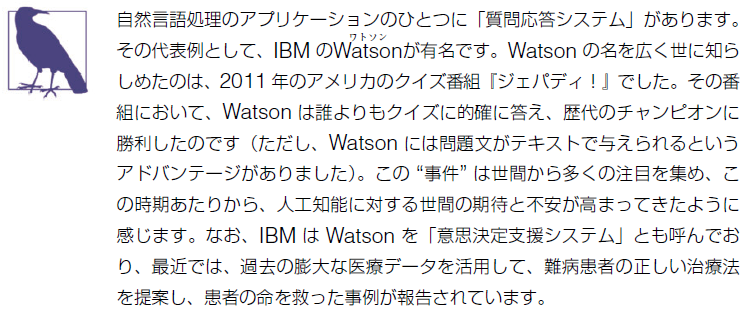 自然言語処理のアプリケーションのひとつに「質問応答システム」があります。
ワトソン
その代表例として、IBM のWatsonが有名です。Watson の名を広く世に知ら
しめたのは、2011 年のアメリカのクイズ番組『ジェパディ！』でした。その番
組において、Watson は誰よりもクイズに的確に答え、歴代のチャンピオンに
勝利したのです（ただし、Watson には問題文がテキストで与えられるという
アドバンテージがありました）。この “事件” は世間から多くの注目を集め、こ
の時期あたりから、人工知能に対する世間の期待と不安が高まってきたように
感じます。なお、IBM は Watson を「意思決定支援システム」とも呼んでお
り、最近では、過去の膨大な医療データを活用して、難病患者の正しい治療法
を提案し、患者の命を救った事例が報告されています。